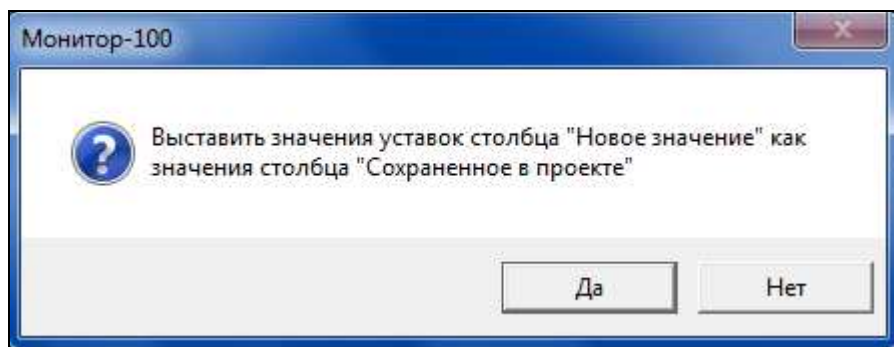 Монитор-100
Выставить значения уставок столбца "Новое значение" как
значения столбца "Сохраненное в проекте"
Да
Нет